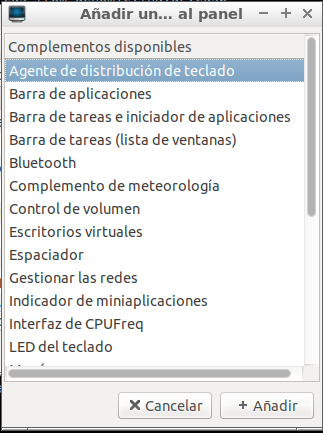 Añadir un... al panel
Complementos disponibles
Agente de distribución de teclado
Barra de aplicaciones
Barra de tareas e iniciador de aplicaciones
Barra de tareas (lista de ventanas)
Bluetooth
Complemento de meteorología
Control de volumen
Escritorios virtuales
Espaciador
Gestionar las redes
Indicador de miniaplicaciones
Interfaz de CPUFreq
LED del teclado
Cancelar
Añadir